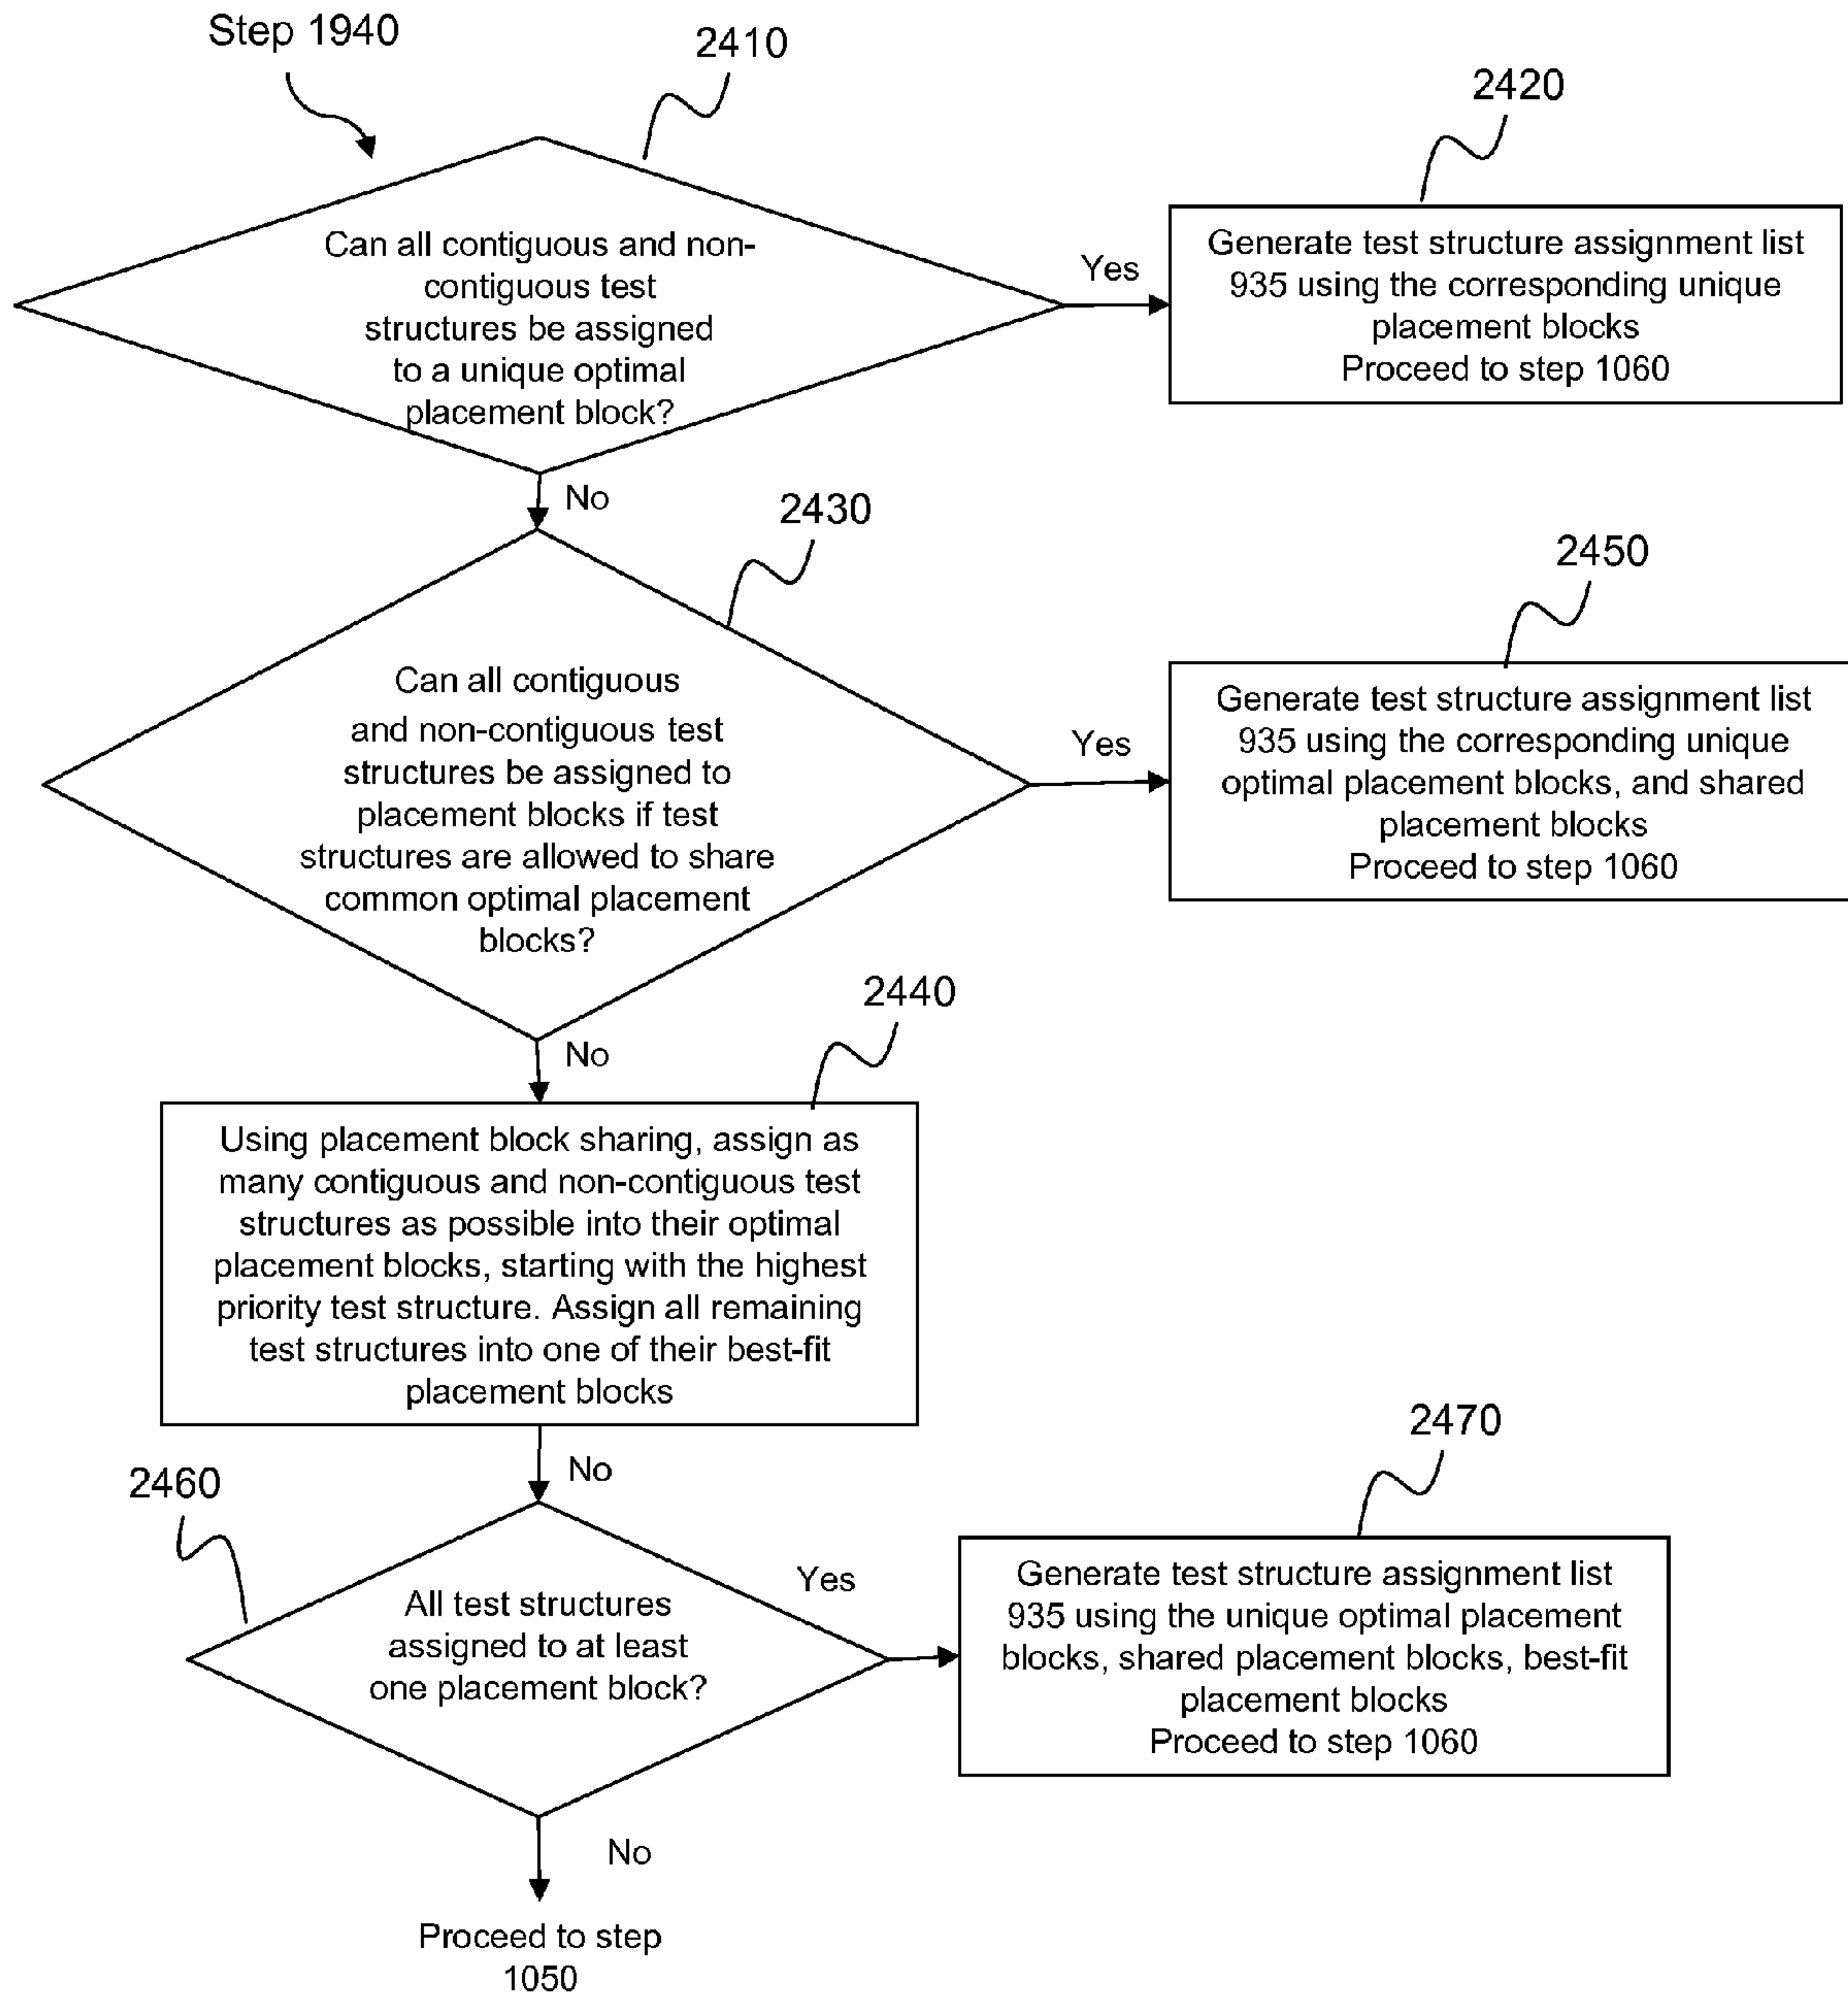 Step 1940
2410
2420
Can all contiguous and non-
contiguous test
structures be assigned
to a unique optimal
placement block?
Yes
Generate test structure assignment list
935 using the corresponding unique
placement blocks
Proceed to step 1060
No
2430
2450
Can all contiguous
and non-contiguous test
structures be assigned to
placement blocks if test
structures are allowed to share
common optimal placement
blocks?
Yes
Generate test structure assignment list
935 using the corresponding unique
optimal placement blocks, and shared
placement blocks
Proceed to step 1060
No
2440
Using placement block sharing, assign as
many contiguous and non-contiguous test
structures as possible into their optimal
placement blocks, starting with the highest
priority test structure. Assign all remaining
test structures into one of their best-fit
placement blocks
No
2460
2470
All test structures
assigned to at least
one placement block?
Yes
Generate test structure assignment list
935 using the unique optimal placement
blocks, shared placement blocks, best-fit
placement blocks
Proceed to step 1060
No
Proceed to step
1050